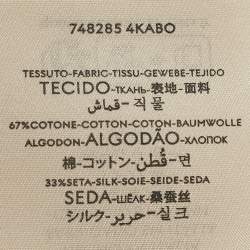 748285 4KABO
TESSUTO-FABRIC-TISSU-GEWEBE-TEJIDO
TECIDO-ТКАНЬ-表地-面料
قماش-직물
67%COTONE-COTTON-COTON-BAUMWOLLE
ALGODON-ALGODÃO-ХЛОПОК
棉-コットン-قُطن-면
33%SETA-SILK-SOIE-SEIDE-SEDA
SEDA-ШЁЛК-桑蚕丝
シルク-حرير-실크